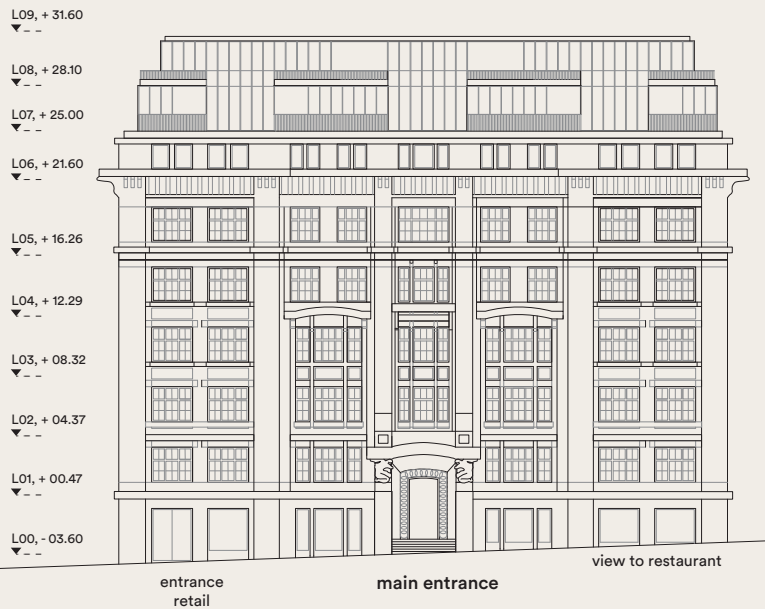 L09, + 31.60
L08, + 28.10
L07, + 25.00
L06, + 21.60
L05, + 16.26
L04, + 12.29
L03, + 08.32
L02, + 04.37
L01, + 00.47
L00, - 03.60
entrance
retail
main entrance
view to restaurant